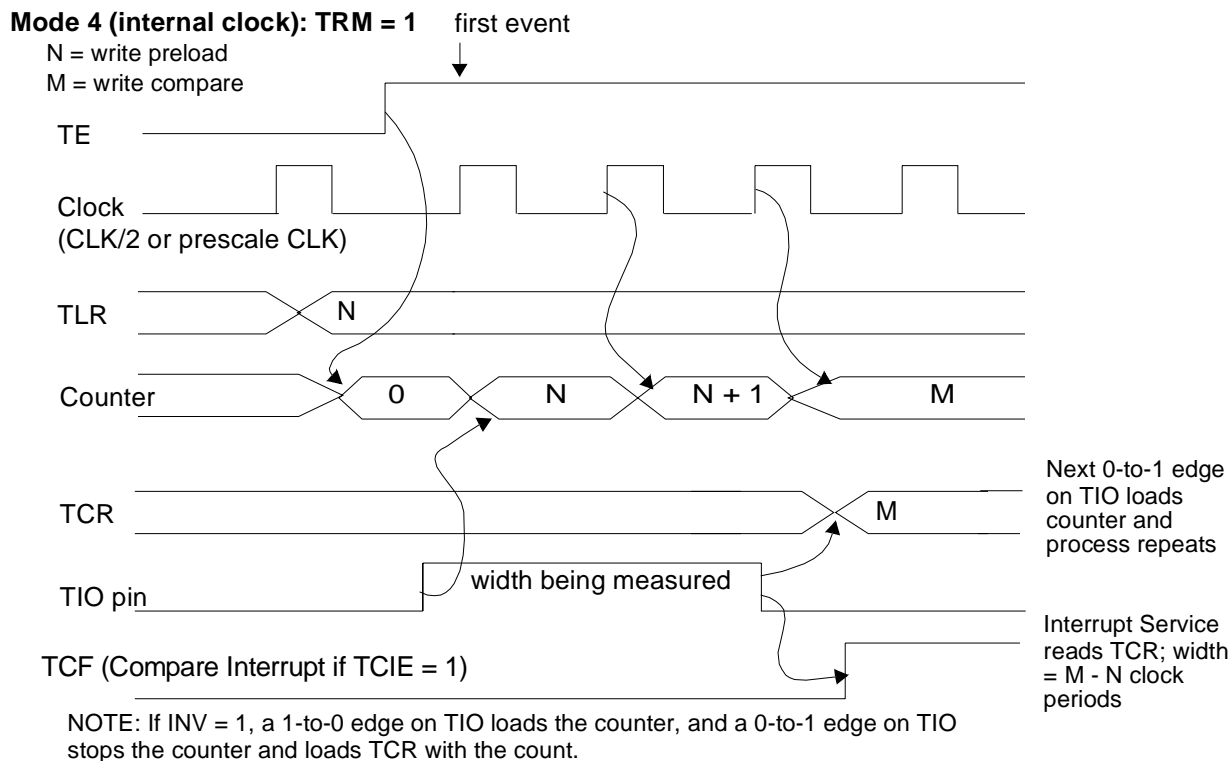 Mode 4 (internal clock): TRM = 1
first event
N = write preload
M = write compare
TE
Clock
(CLK/2 or prescale CLK)
TLR
N
Counter
0
N
N + 1
M
TCR
M
Next 0-to-1 edge
on TIO loads
counter and
process repeats
TIO pin
width being measured
Interrupt Service
reads TCR; width
= M - N clock
periods
TCF (Compare Interrupt if TCIE = 1)
NOTE: If INV = 1, a 1-to-0 edge on TIO loads the counter, and a 0-to-1 edge on TIO
stops the counter and loads TCR with the count.